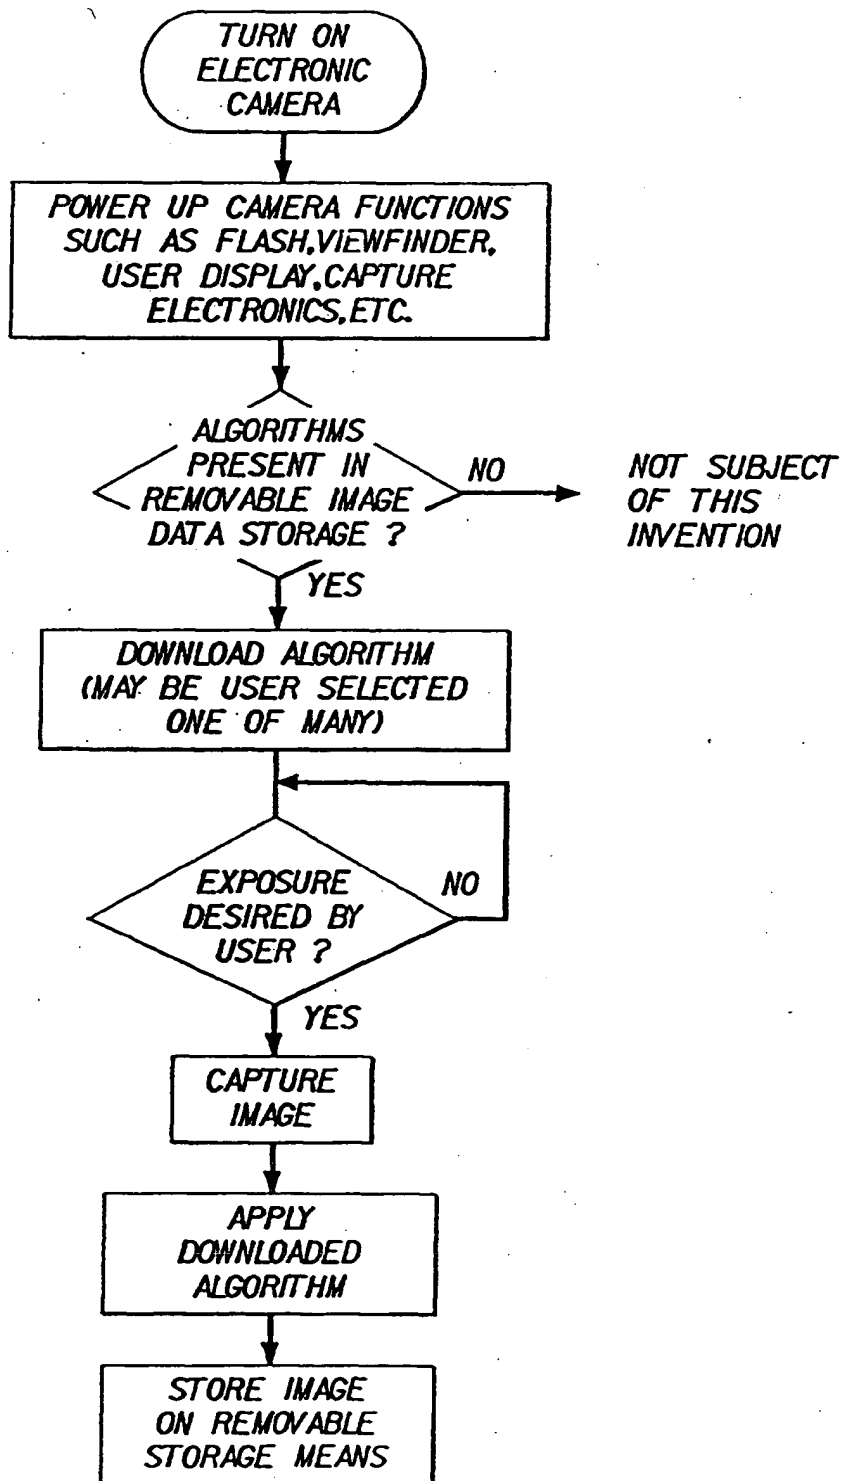 TURN ON
ELECTRONIC
CAMERA
POWER UP CAMERA FUNCTIONS
SUCH AS FLASH,VIEWFINDER,
USER DISPLAY,CAPTURE
ELECTRONICS,ETC.
ALGORITHMS
PRESENT IN
REMOVABLE IMAGE
DATA STORAGE ?
NO
NOT SUBJECT
OF THIS
INVENTION
YES
DOWNLOAD ALGORITHM
(MAY BE USER SELECTED
ONE OF MANY)
EXPOSURE
DESIRED BY
USER ?
NO
YES
CAPTURE
IMAGE
APPLY
DOWNLOADED
ALGORITHM
STORE IMAGE
ON REMOVABLE
STORAGE MEANS